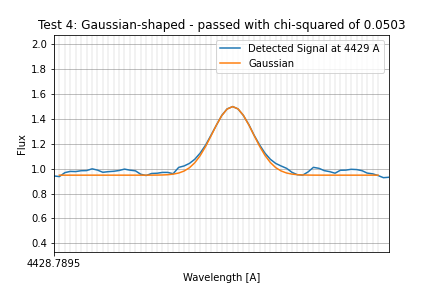 Test 4: Gaussian-shaped - passed with chi-squared of 0.0503
Detected Signal at 4429 A
Gaussian
2.0
1.8
1.6
1.4
1.2
1.0
0.8
0.6
0.4
Flux
4428.7895
Wavelength [A]